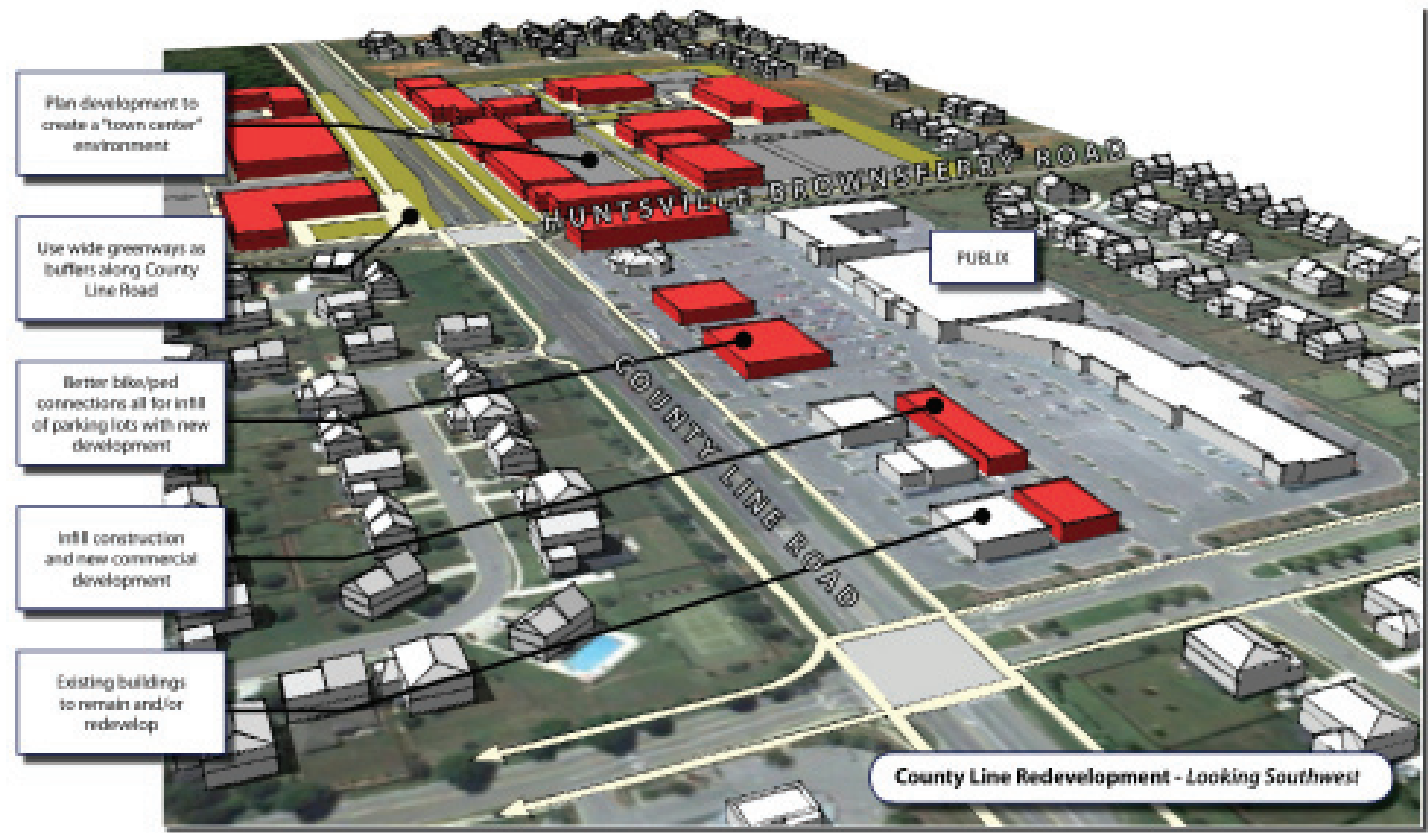 Plan development to
create a "town center"
environment
Use wide greenways as
buffers along County
Line Road
Better bike/ped
connections all for infill
of parking lots with new
development
Infill construction
and new commercial
development
Existing buildings
to remain and/or
redevelop
HUNTSVILLE BROWNSFERRY ROAD
PUBLIX
COUNTY LINE ROAD
County Line Redevelopment - Looking Southwest